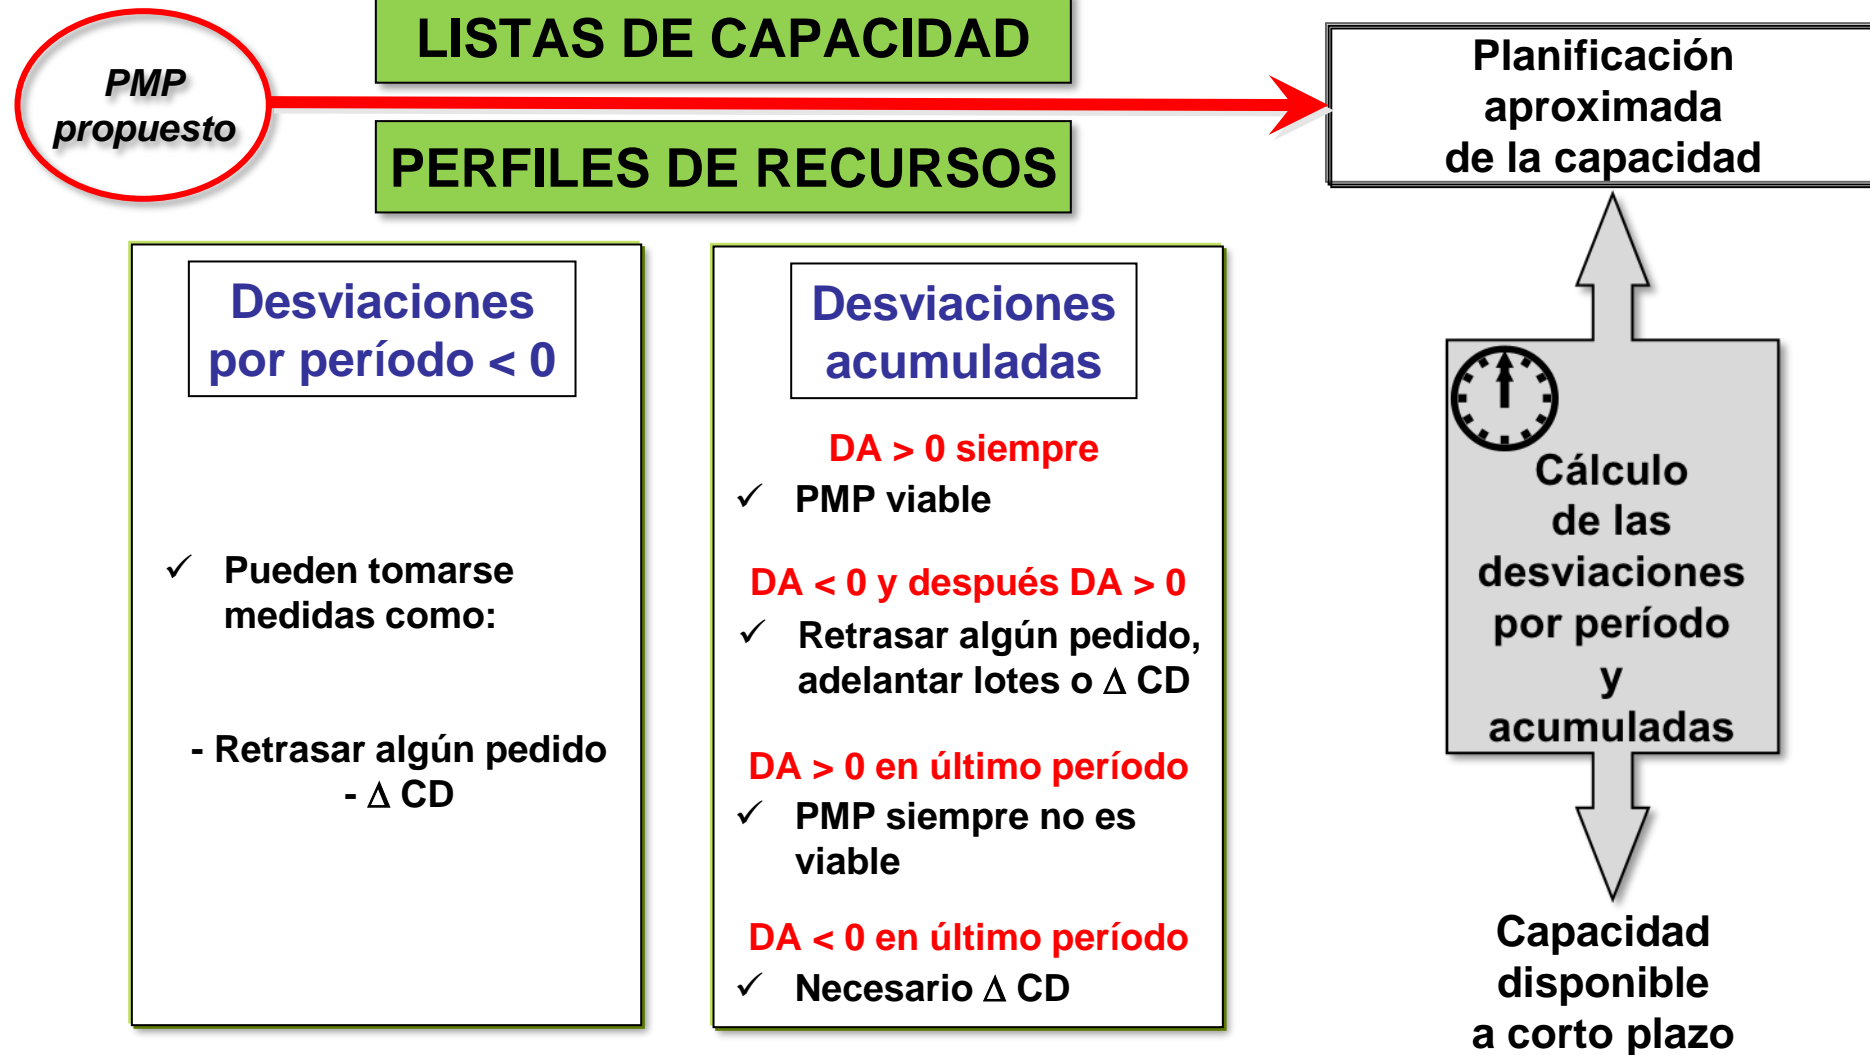 PMP
propuesto
LISTAS DE CAPACIDAD
PERFILES DE RECURSOS
Planificación
aproximada
de la capacidad
Desviaciones
por período < 0
✓ Pueden tomarse
medidas como:
- Retrasar algún pedido
- Δ CD
Desviaciones
acumuladas
DA > 0 siempre
✓ PMP viable
DA < 0 y después DA > 0
✓ Retrasar algún pedido,
adelantar lotes o Δ CD
DA > 0 en último período
✓ PMP siempre no es
viable
DA < 0 en último período
✓ Necesario Δ CD
Cálculo
de las
desviaciones
por período
y
acumuladas
Capacidad
disponible
a corto plazo